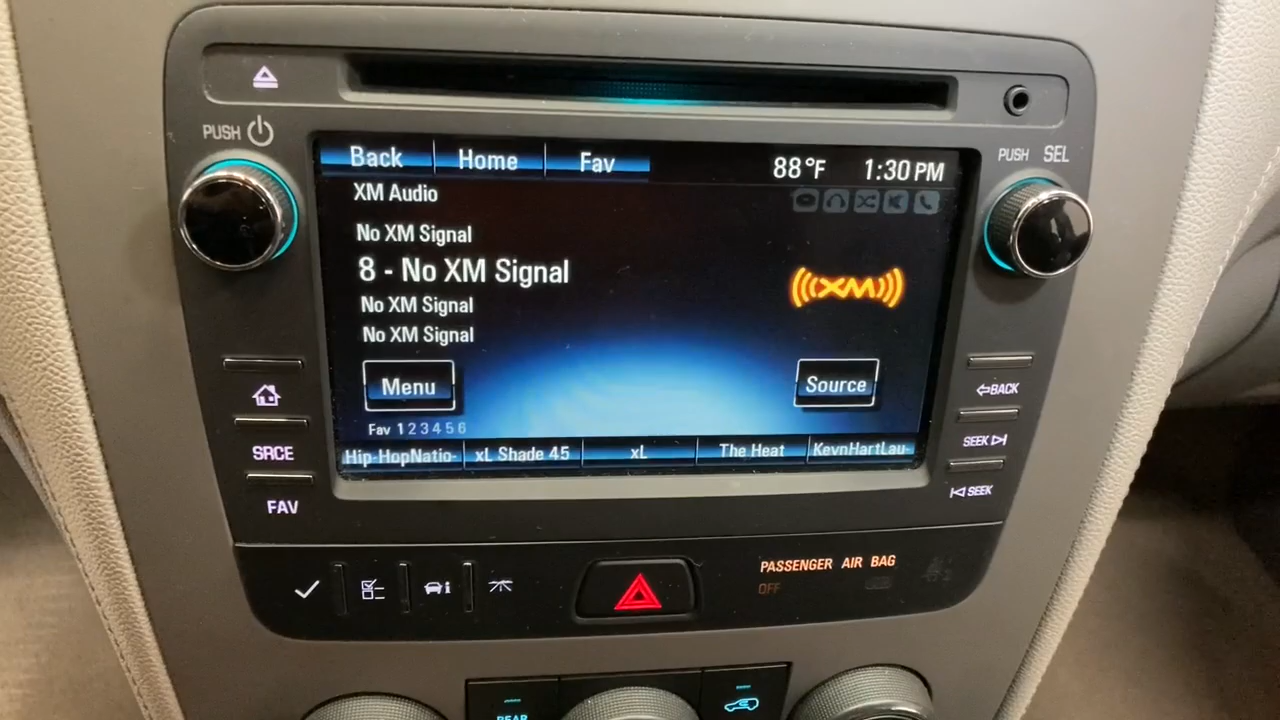 PUSH
PUSH SEL
Back Home Fav 88°F 1:30 PM
XM Audio
No XM Signal
8 - No XM Signal
XM
No XM Signal
No XM Signal
Menu Source
Fav 1 2 3 4 5 6
Hip-HopNatio- xL Shade 45 xL The Heat KevnHartLau-
SRCE
FAV
BACK
SEEK
SEEK
PASSENGER AIR BAG
OFF
REAR